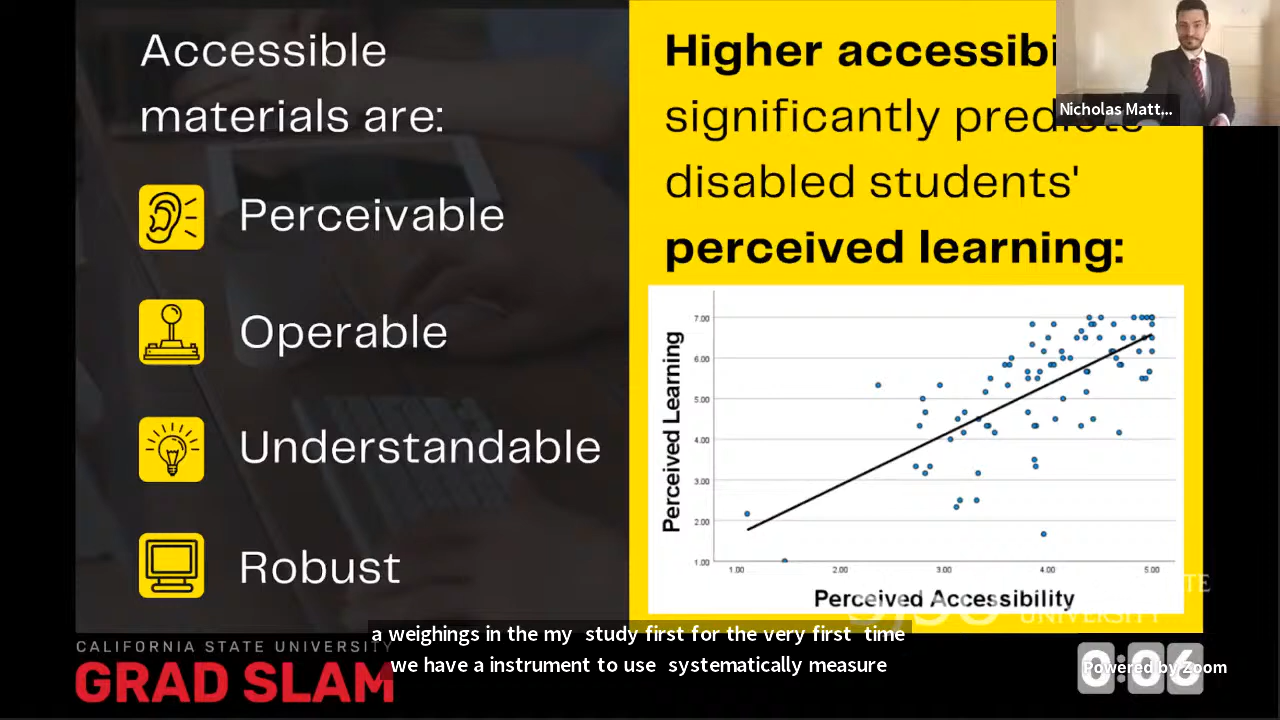 Accessible
materials are:
Perceivable
Operable
Understandable
Robust
Higher accessibi
significantly predicts
disabled students'
perceived learning:
Nicholas Matt...
Perceived Learning
7.00
6.00
5.00
4.00
3.00
2.00
1.00
1.00 2.00 3.00 4.00 5.00
Perceived Accessibility
UNIVERSITY
a weighings in the my study first for the very first time
we have a instrument to use systematically measure
CALIFORNIA STATE UNIVERSITY
GRAD SLAM
0:06
Powered by Zoom